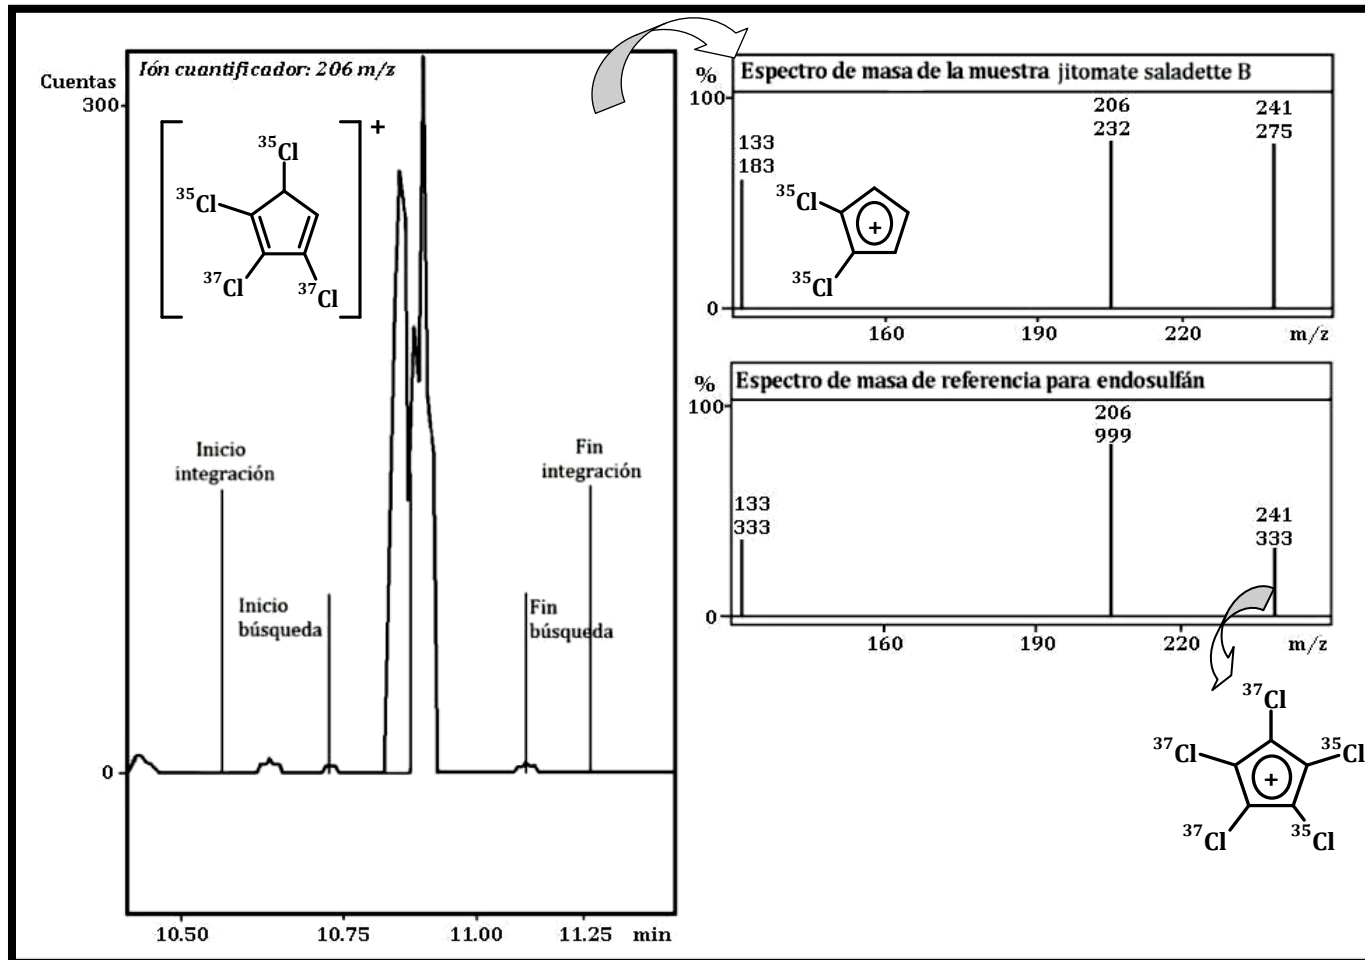 Ión cuantificador: 206 m/z
Cuentas
300
0
[
]
+
³⁵Cl
³⁵Cl
³⁷Cl
³⁷Cl
Inicio
integración
Inicio
búsqueda
Fin
búsqueda
Fin
integración
10.50 10.75 11.00 11.25 min
Espectro de masa de la muestra jitomate saladette B
%
100
0
133
183
206
232
241
275
³⁵Cl
³⁵Cl
+
160 190 220 m/z
Espectro de masa de referencia para endosulfán
%
100
0
133
333
206
999
241
333
160 190 220 m/z
³⁷Cl
³⁷Cl
³⁵Cl
+
³⁷Cl
³⁵Cl